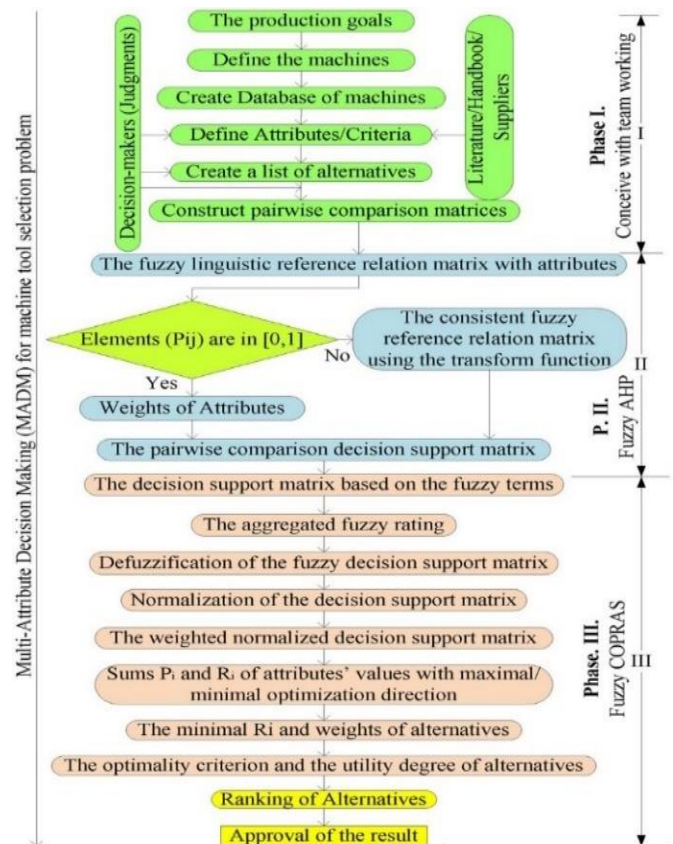 Multi-Attribute Decision Making (MADM) for machine tool selection problem
Decision-makers (Judgments)
The production goals
Define the machines
Create Database of machines
Define Attributes/Criteria
Create a list of alternatives
Construct pairwise comparison matrices
Literature/Handbook/
Suppliers
Phase I.
Conceive with team working
I
The fuzzy linguistic reference relation matrix with attributes
Elements (Pij) are in [0,1]
No
The consistent fuzzy
reference relation matrix
using the transform function
Yes
Weights of Attributes
The pairwise comparison decision support matrix
P. II.
Fuzzy AHP
II
The decision support matrix based on the fuzzy terms
The aggregated fuzzy rating
Defuzzification of the fuzzy decision support matrix
Normalization of the decision support matrix
The weighted normalized decision support matrix
Sums Pᵢ and Rᵢ of attributes’ values with maximal/
minimal optimization direction
The minimal Ri and weights of alternatives
The optimality criterion and the utility degree of alternatives
Ranking of Alternatives
Approval of the result
Phase. III.
Fuzzy COPRAS
III